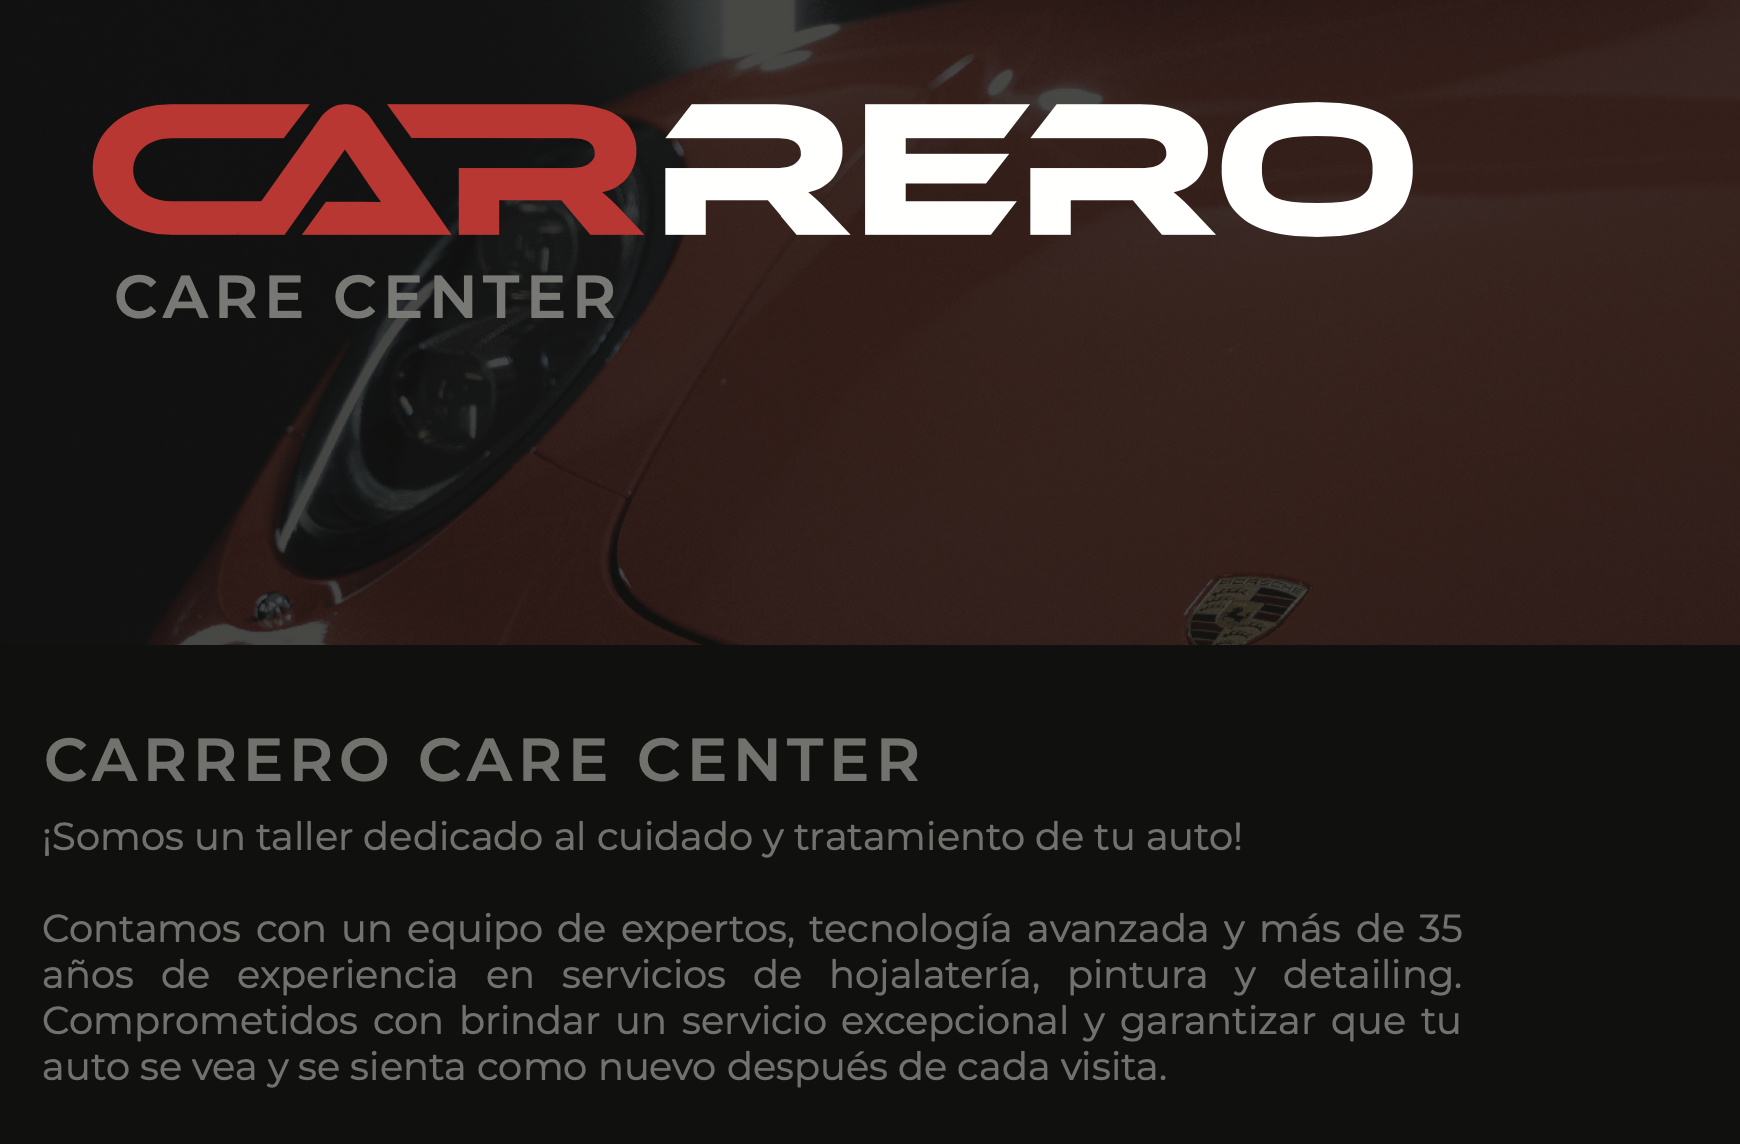 CARRERO
CARE CENTER
PORSCHE
CARRERO CARE CENTER
¡Somos un taller dedicado al cuidado y tratamiento de tu auto!
Contamos con un equipo de expertos, tecnología avanzada y más de 35
años de experiencia en servicios de hojalatería, pintura y detailing.
Comprometidos con brindar un servicio excepcional y garantizar que tu
auto se vea y se sienta como nuevo después de cada visita.